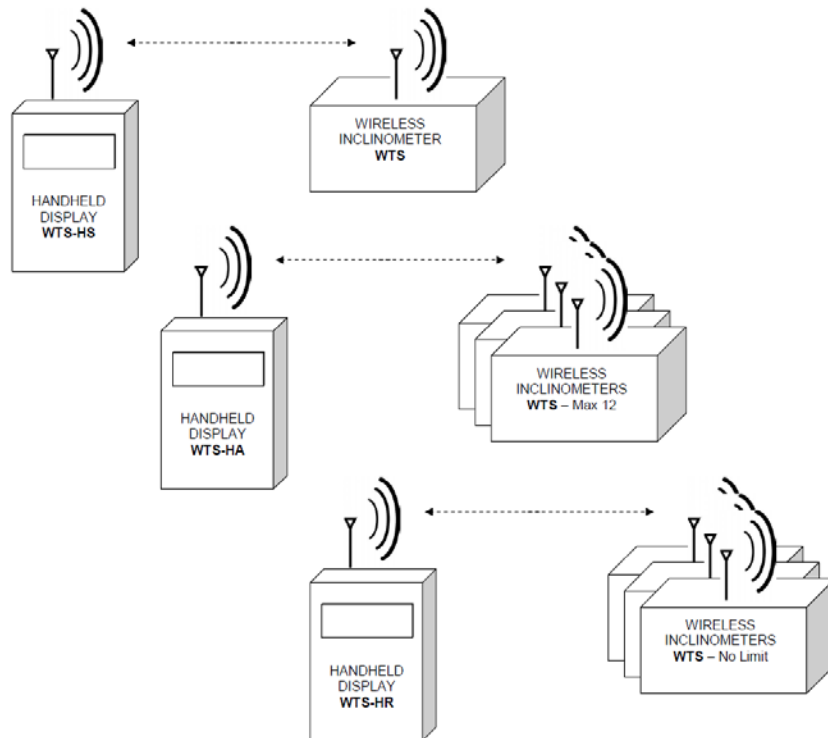 WIRELESS
INCLINOMETER
WTS
HANDHELD
DISPLAY
WTS-HS
WIRELESS
INCLINOMETERS
WTS – Max 12
HANDHELD
DISPLAY
WTS-HA
WIRELESS
INCLINOMETERS
WTS – No Limit
HANDHELD
DISPLAY
WTS-HR